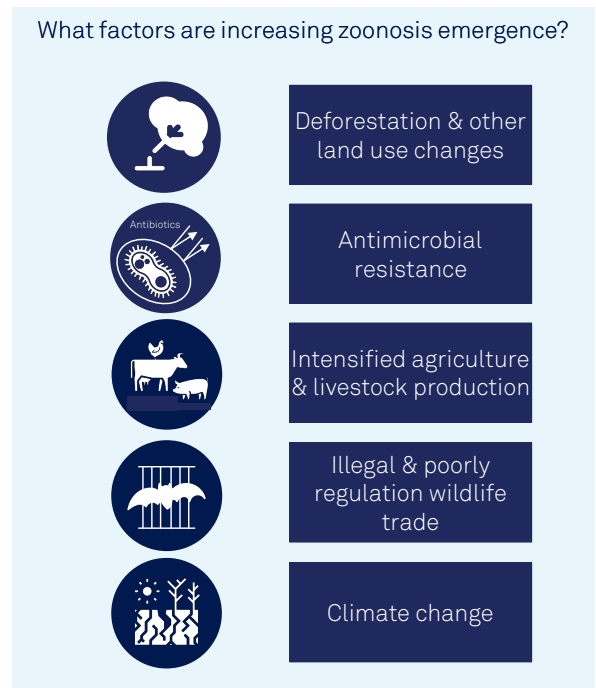 What factors are increasing zoonosis emergence?
Deforestation & other
land use changes
Antibiotics
Antimicrobial
resistance
Intensified agriculture
& livestock production
Illegal & poorly
regulation wildlife
trade
Climate change